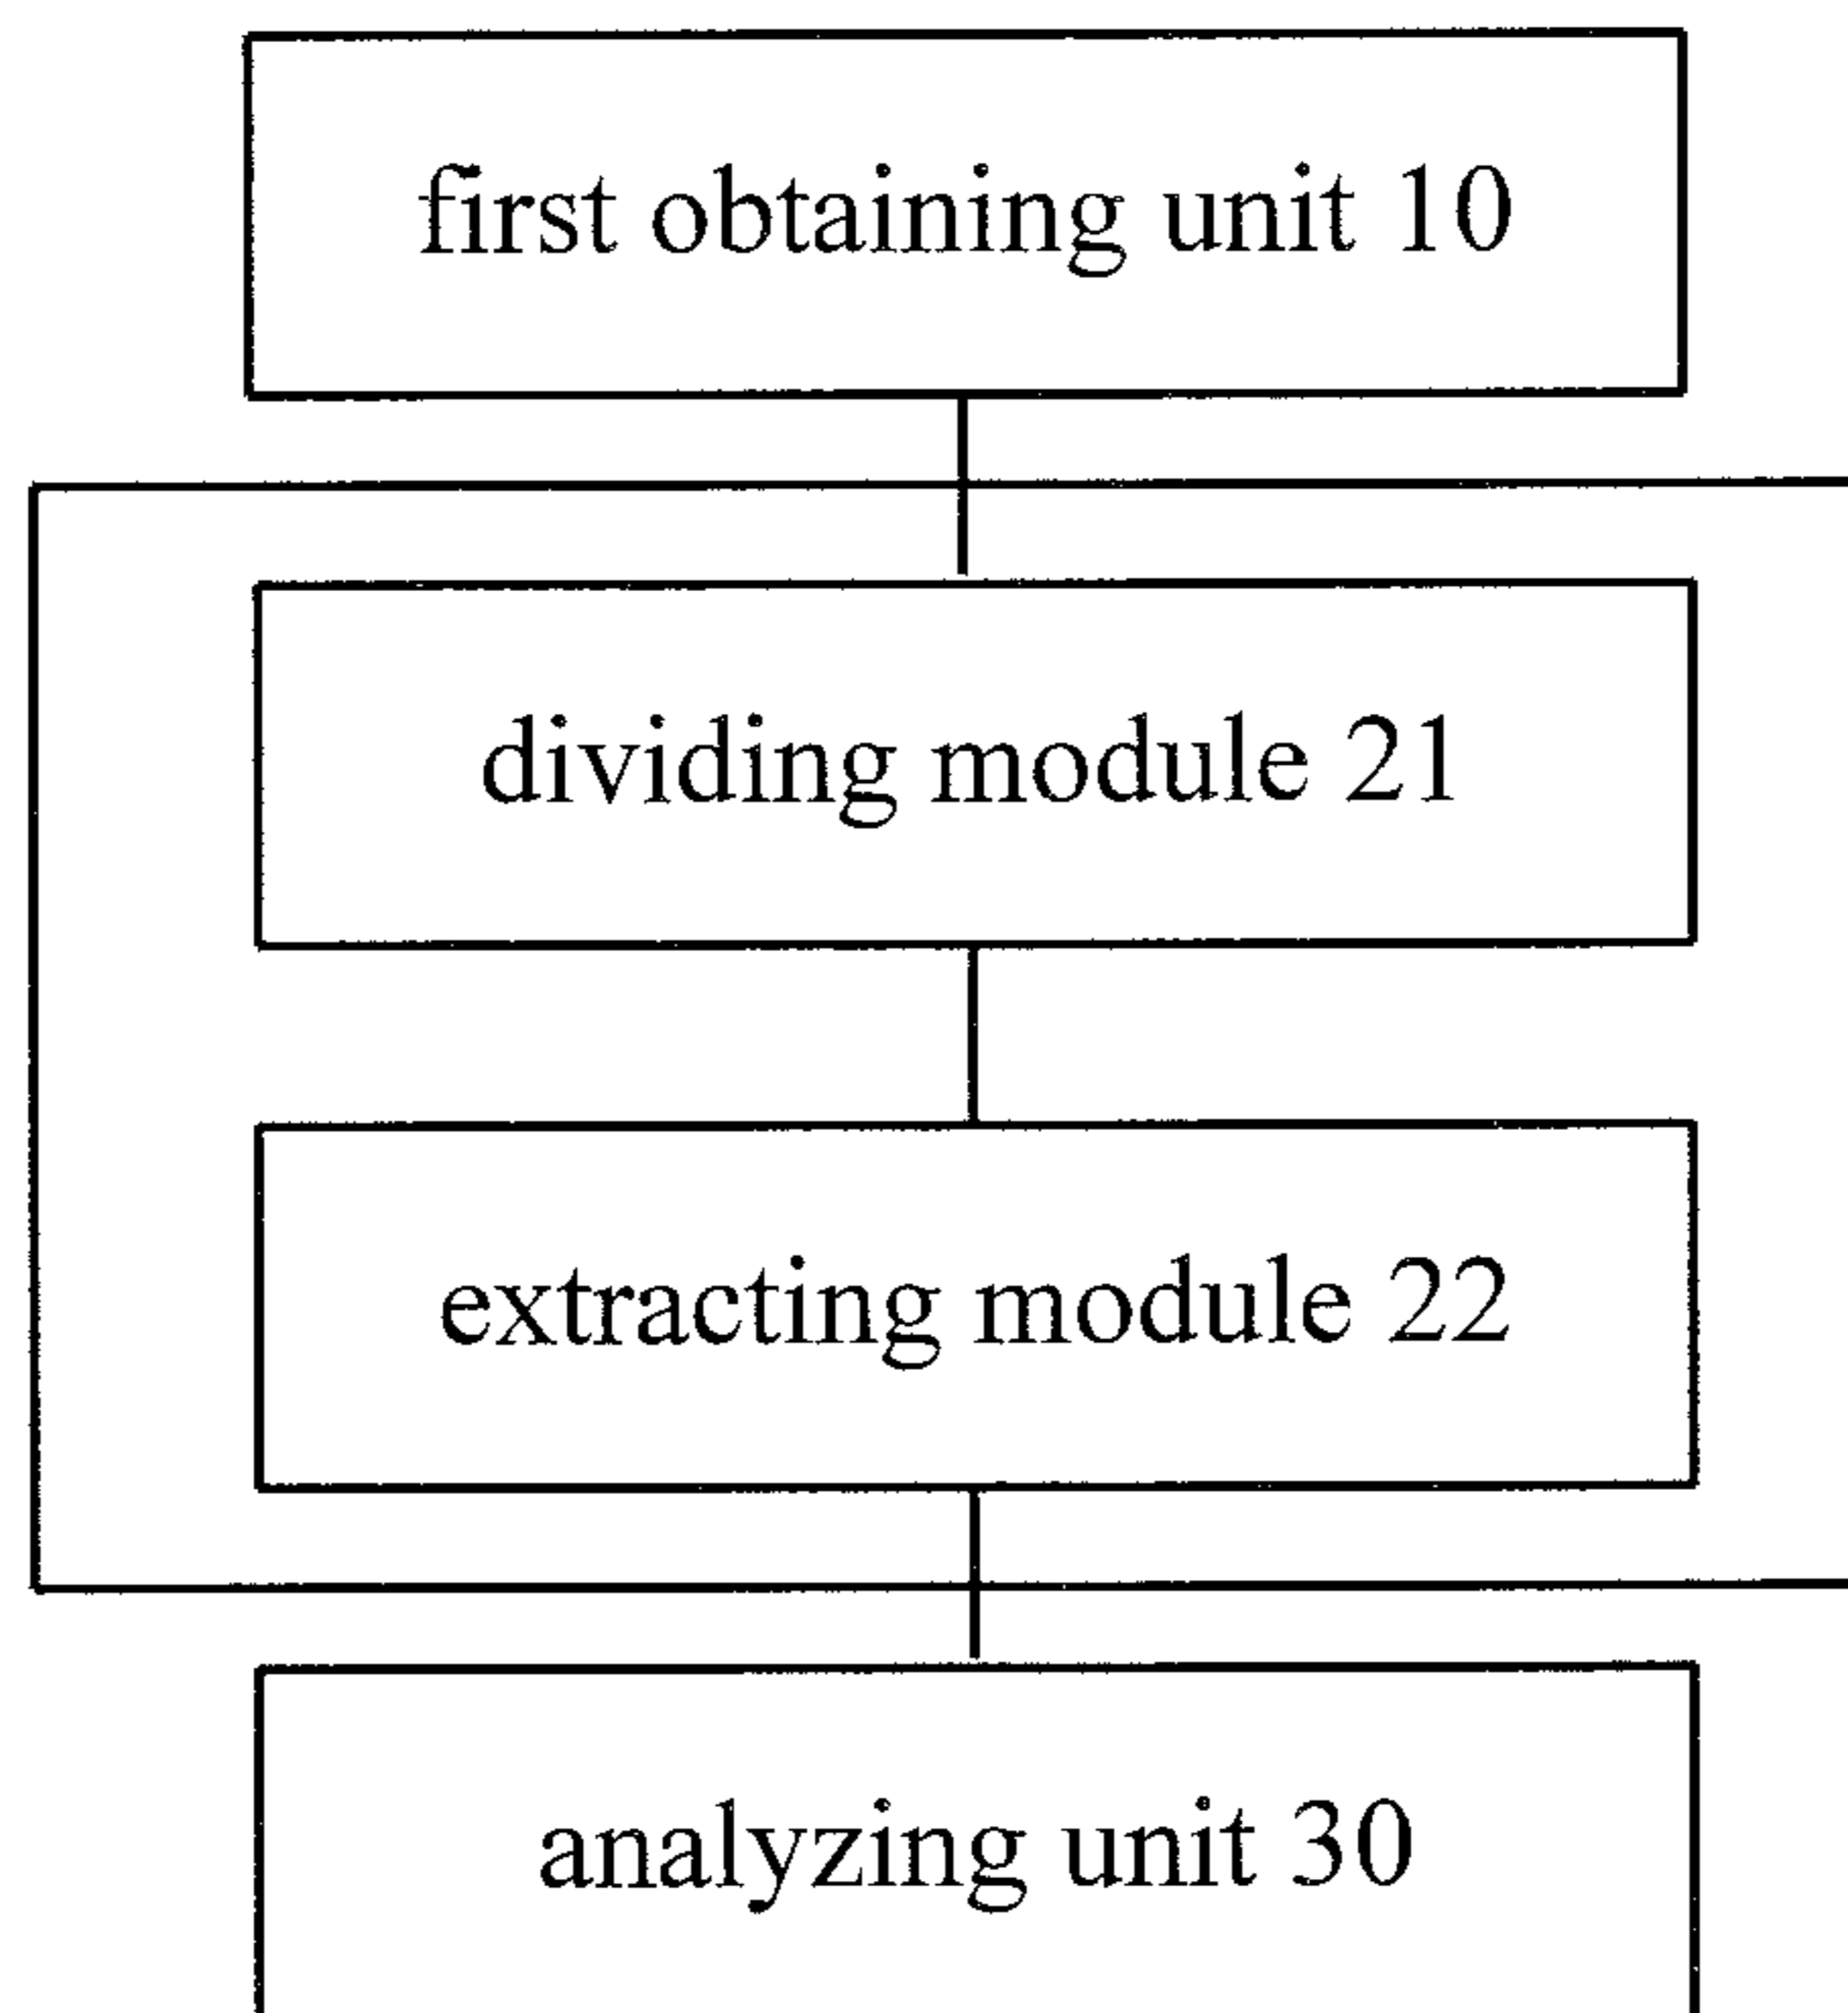 first obtaining unit 10
dividing module 21
extracting module 22
analyzing unit 30